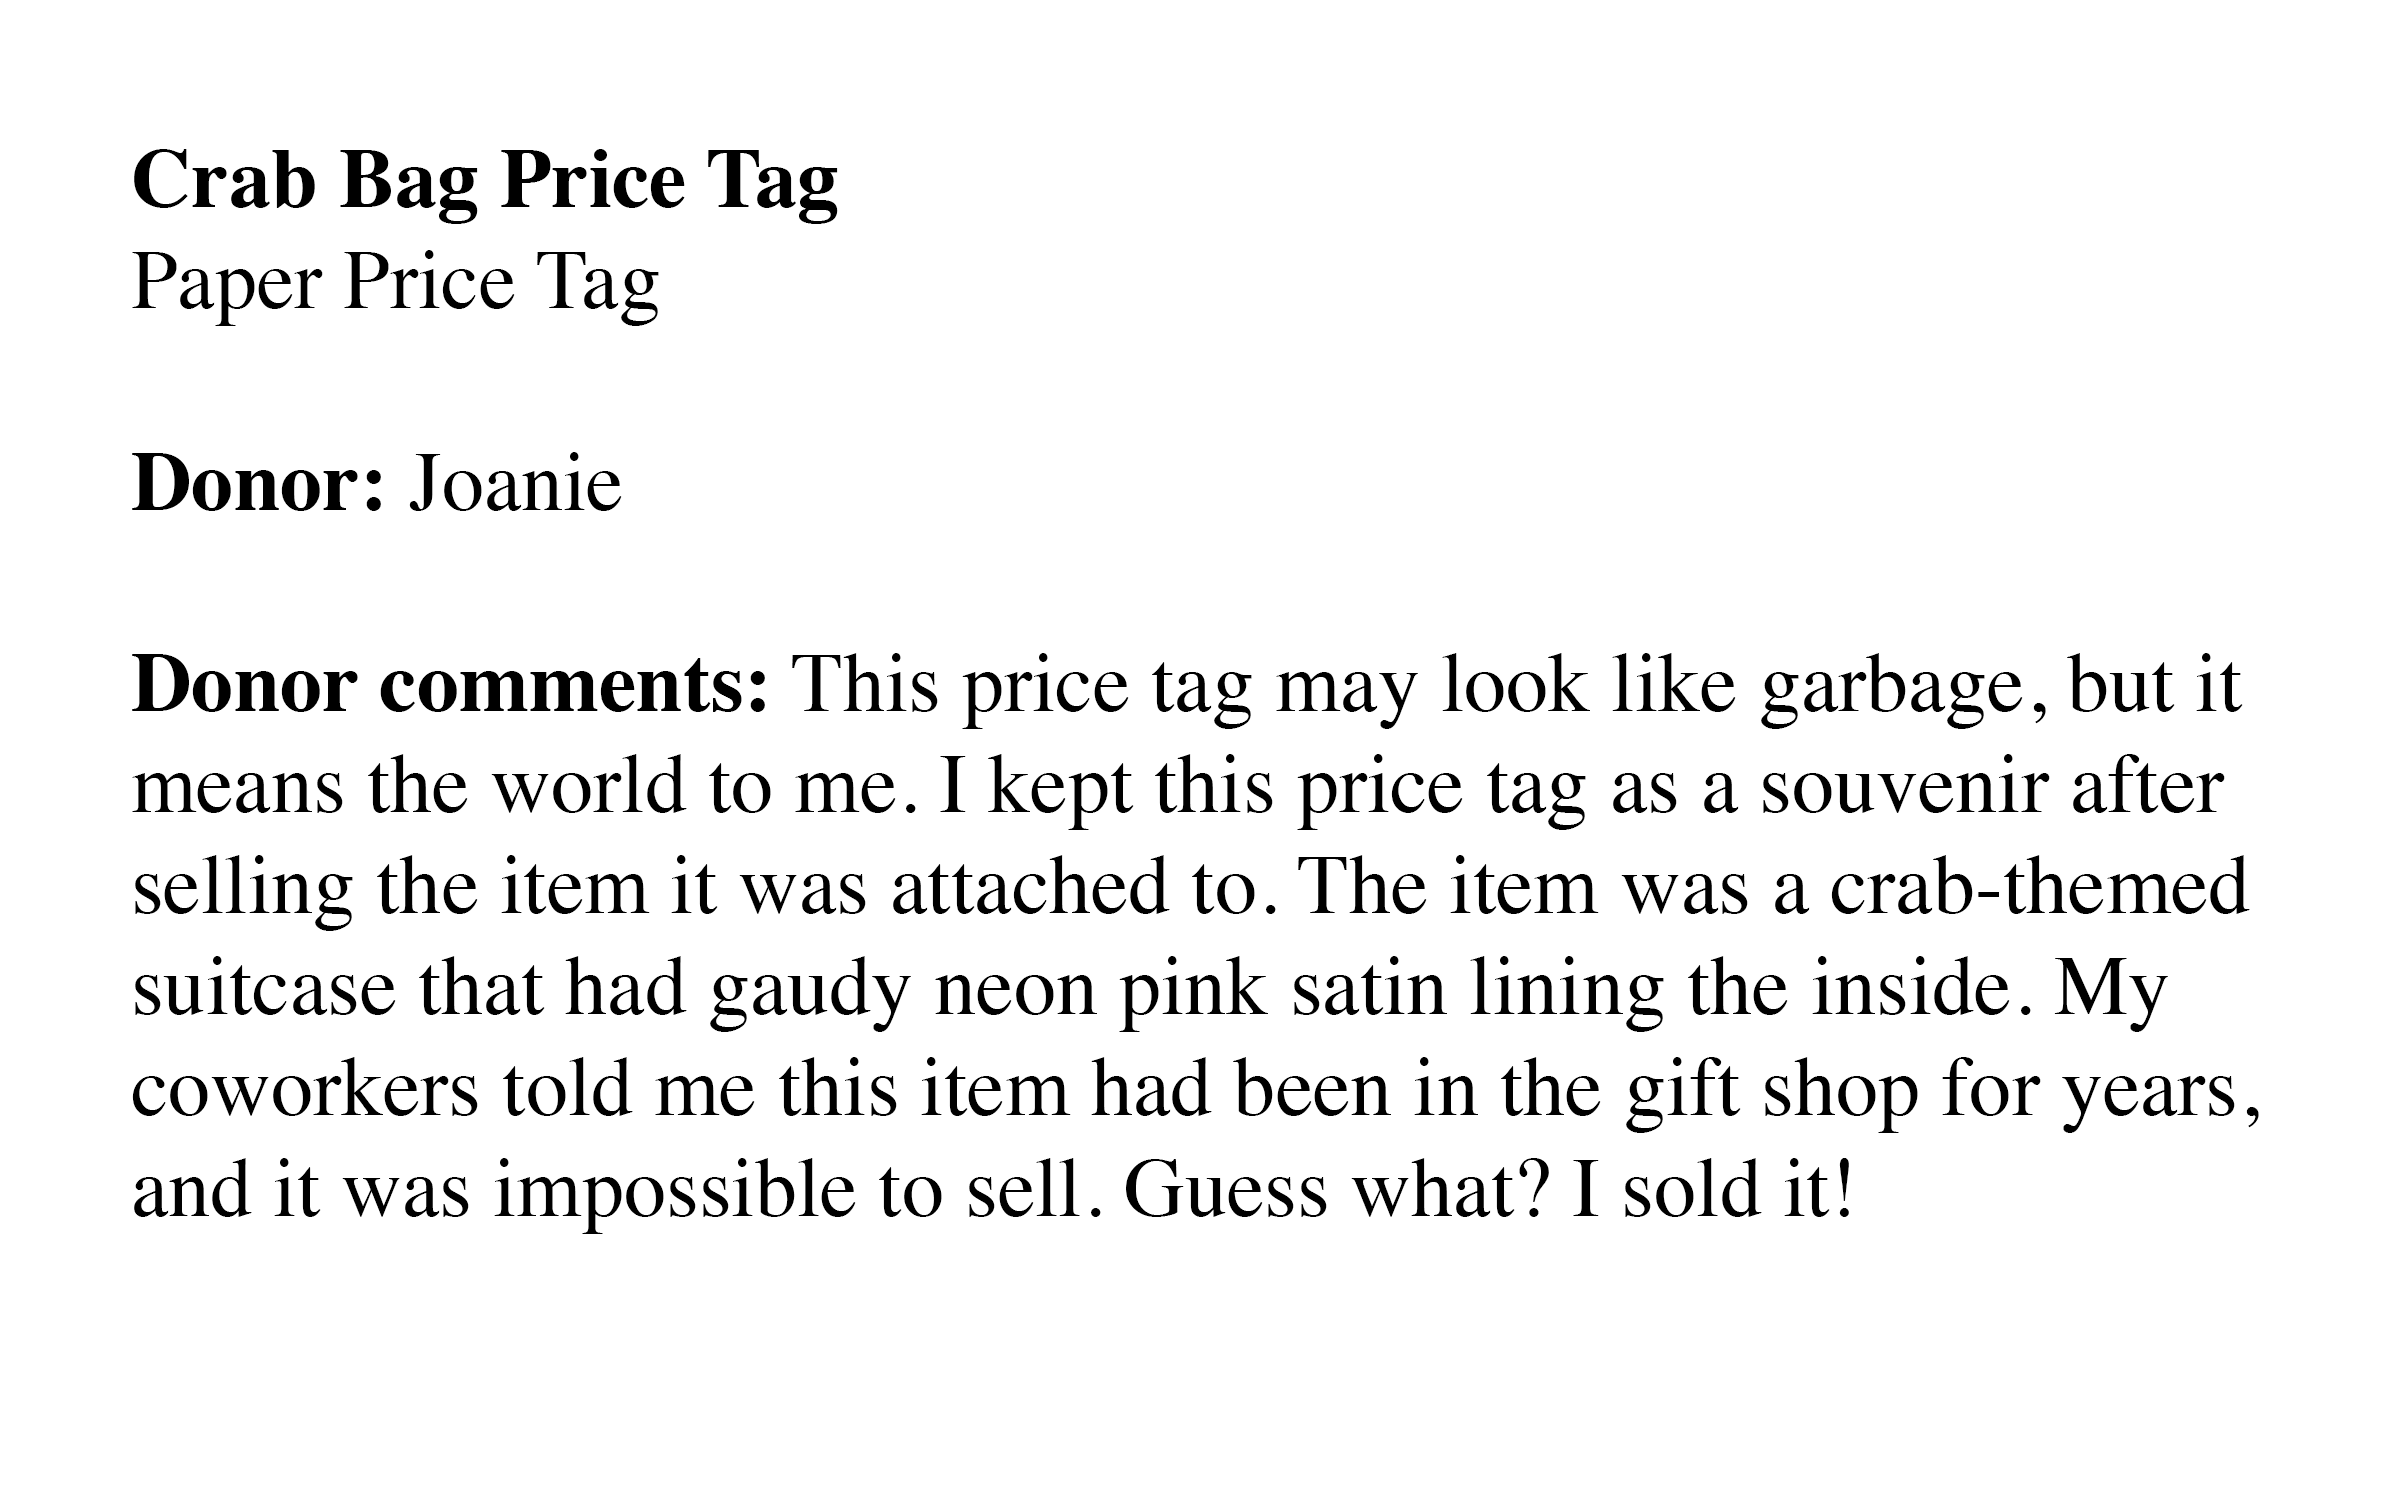 Crab Bag Price Tag
Paper Price Tag
Donor: Joanie
Donor comments: This price tag may look like garbage, but it
means the world to me. I kept this price tag as a souvenir after
selling the item it was attached to. The item was a crab-themed
suitcase that had gaudy neon pink satin lining the inside. My
coworkers told me this item had been in the gift shop for years,
and it was impossible to sell. Guess what? I sold it!